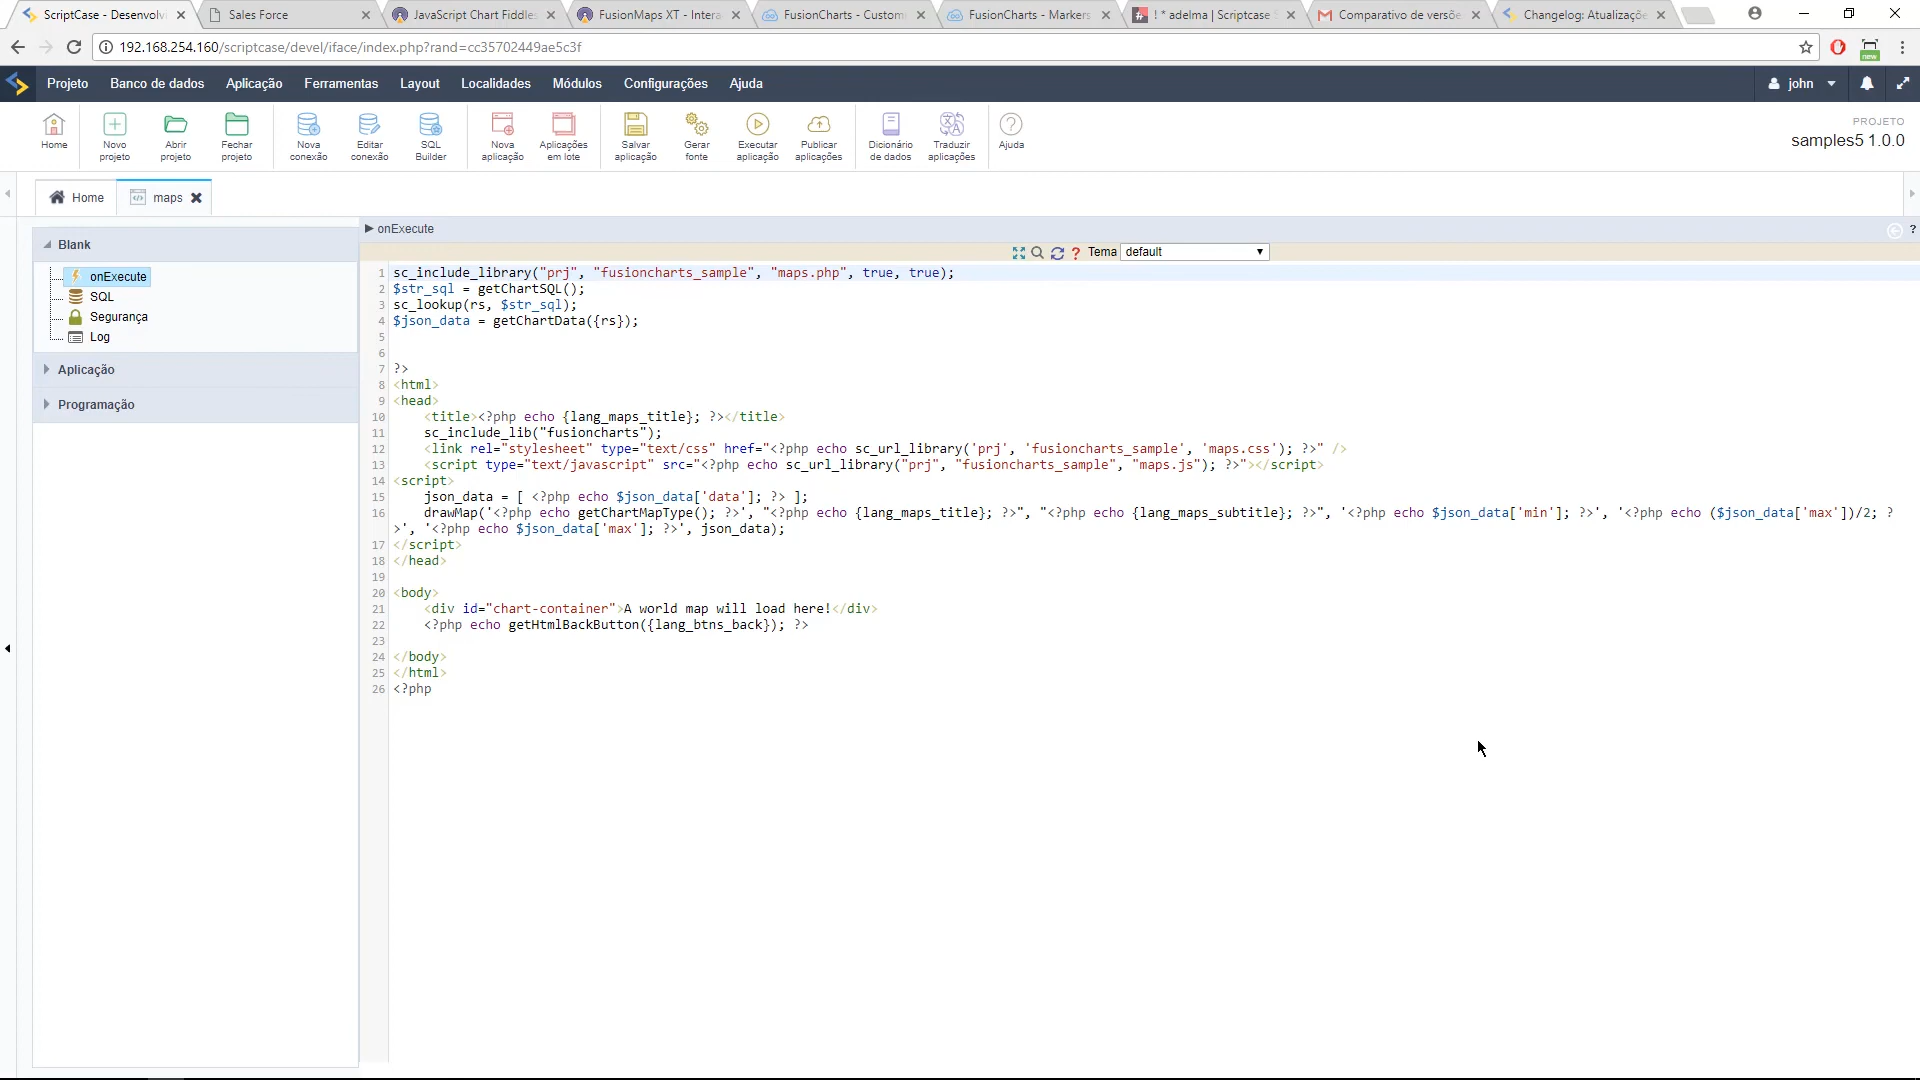 ScriptCase - Desenvolvi
Sales Force
JavaScript Chart Fiddles
FusionMaps XT - Intera
FusionCharts - Customi
FusionCharts - Markers
! * adelma | Scriptcase S
Comparativo de versõe
Changelog: Atualizaçõe
192.168.254.160/scriptcase/devel/iface/index.php?rand=cc35702449ae5c3f
new
Projeto Banco de dados Aplicação Ferramentas Layout Localidades Módulos Configurações Ajuda
john
Home
Novo projeto
Abrir projeto
Fechar projeto
Nova conexão
Editar conexão
SQL Builder
Nova aplicação
Aplicações em lote
Salvar aplicação
Gerar fonte
Executar aplicação
Publicar aplicações
Dicionário de dados
Traduzir aplicações
Ajuda
PROJETO
samples5 1.0.0
Home
maps
Blank
onExecute
SQL
Segurança
Log
Aplicação
Programação
onExecute
?
? Tema default
1 sc_include_library("prj", "fusioncharts_sample", "maps.php", true, true);
2 $str_sql = getChartSQL();
3 sc_lookup(rs, $str_sql);
4 $json_data = getChartData({rs});
5
6
7 ?>
8 <html>
9 <head>
10 <title><?php echo {lang_maps_title}; ?></title>
11 sc_include_lib("fusioncharts");
12 <link rel="stylesheet" type="text/css" href="<?php echo sc_url_library('prj', 'fusioncharts_sample', 'maps.css'); ?>" />
13 <script type="text/javascript" src="<?php echo sc_url_library("prj", "fusioncharts_sample", "maps.js"); ?>"></script>
14 <script>
15 json_data = [ <?php echo $json_data['data']; ?> ];
16 drawMap('<?php echo getChartMapType(); ?>', "<?php echo {lang_maps_title}; ?>", "<?php echo {lang_maps_subtitle}; ?>", '<?php echo $json_data['min']; ?>', '<?php echo ($json_data['max'])/2; ?
>', '<?php echo $json_data['max']; ?>', json_data);
17 </script>
18 </head>
19
20 <body>
21 <div id="chart-container">A world map will load here!</div>
22 <?php echo getHtmlBackButton({lang_btns_back}); ?>
23
24 </body>
25 </html>
26 <?php